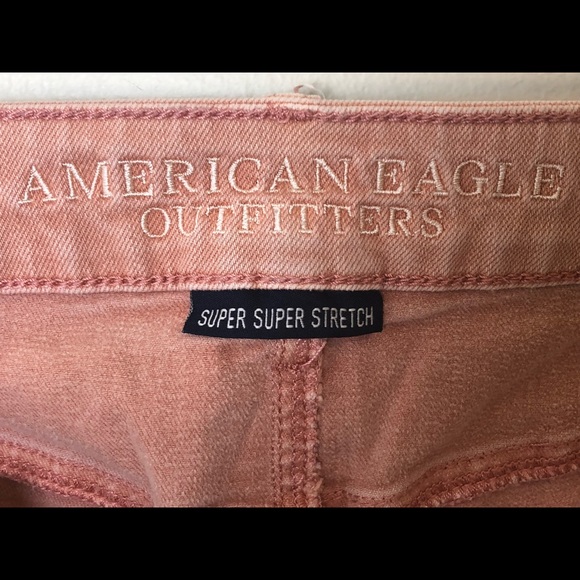 AMERICAN EAGLE
OUTFITTERS
SUPER SUPER STRETCH